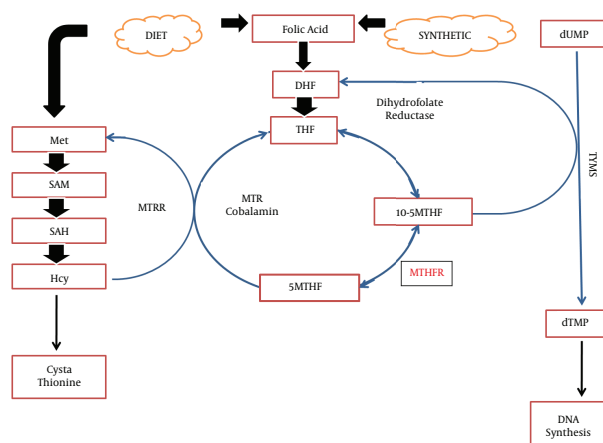 DIET
Folic Acid
SYNTHETIC
dUMP
DHF
Dihydrofolate
Reductase
Met
THF
TYMS
SAM
MTRR
MTR
Cobalamin
10-5MTHF
SAH
Hcy
5MTHF
MTHFR
dTMP
Cysta
Thionine
DNA
Synthesis